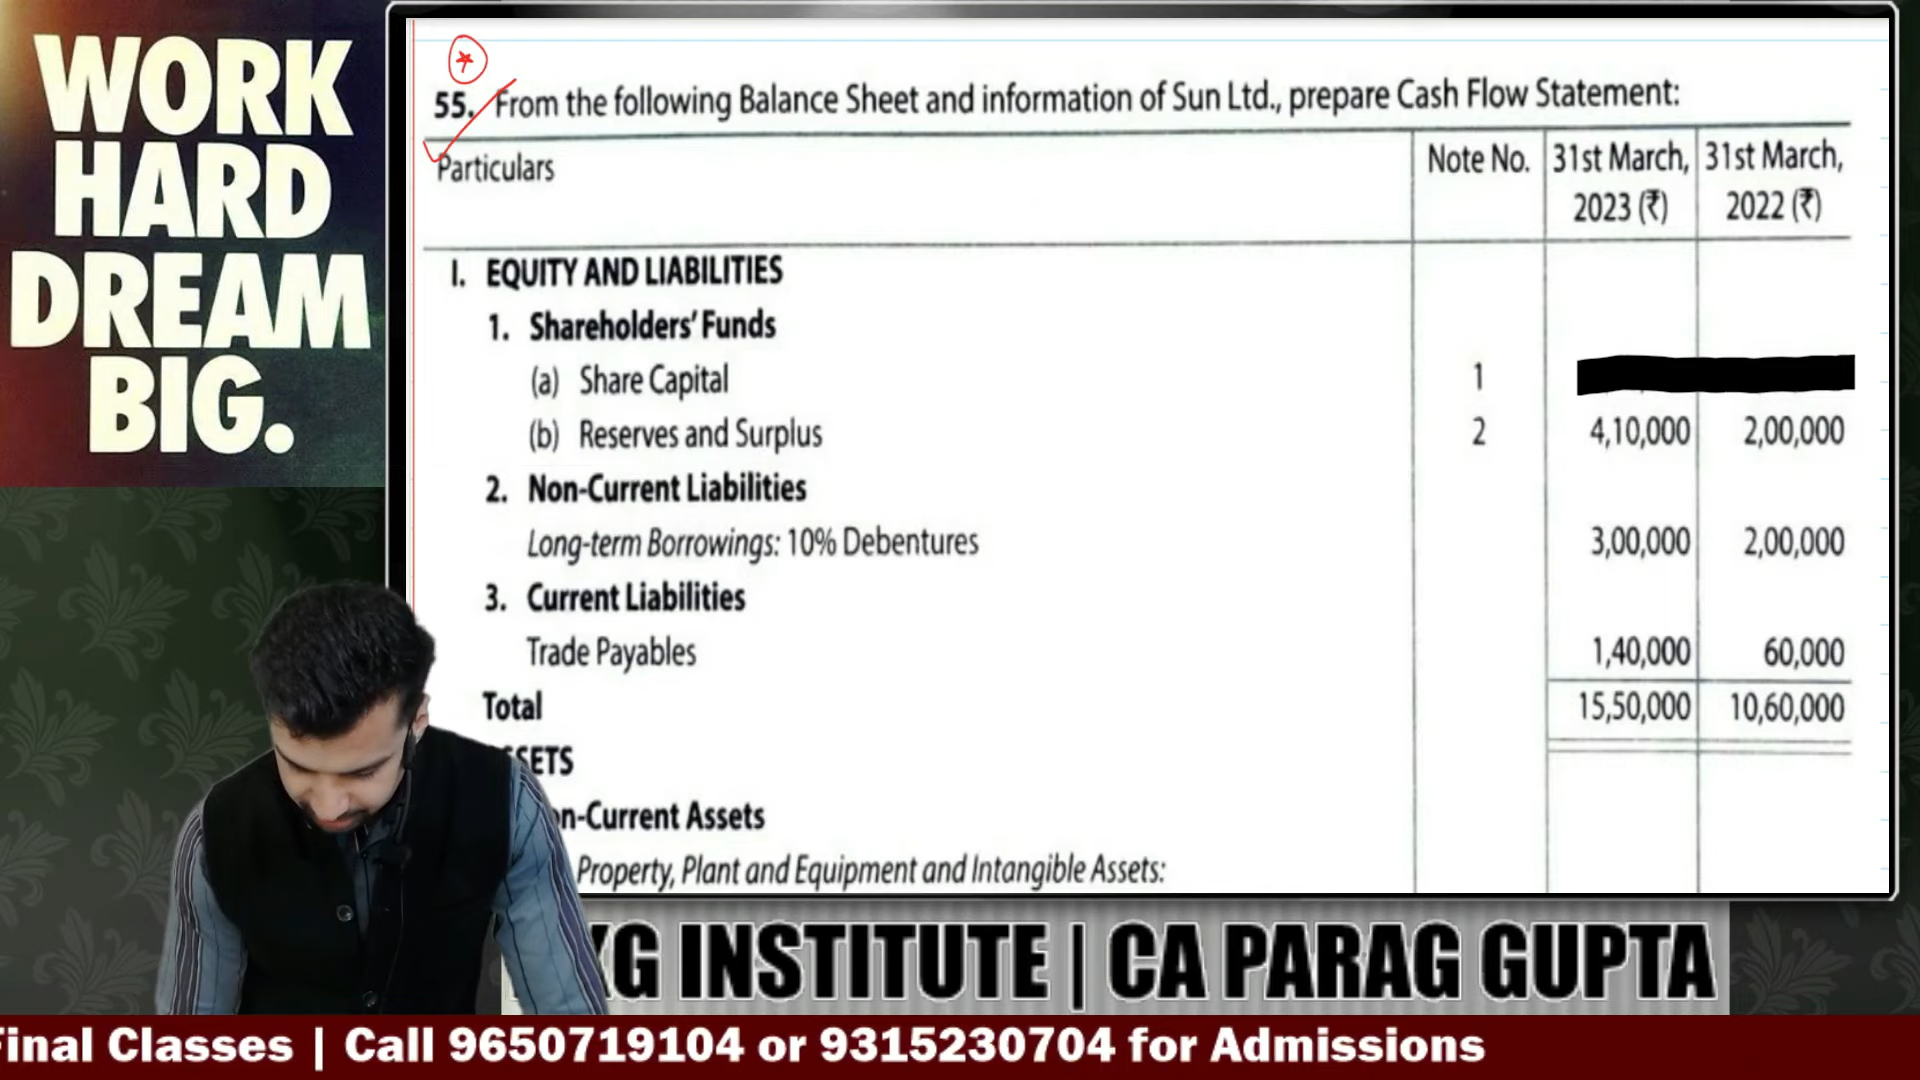 WORK
HARD
DREAM
BIG.
55. From the following Balance Sheet and information of Sun Ltd., prepare Cash Flow Statement:
Particulars Note No. 31st March, 2023 (₹) 31st March, 2022 (₹)
I. EQUITY AND LIABILITIES
1. Shareholders' Funds
(a) Share Capital 1
(b) Reserves and Surplus 2 4,10,000 2,00,000
2. Non-Current Liabilities
Long-term Borrowings: 10% Debentures 3,00,000 2,00,000
3. Current Liabilities
Trade Payables 1,40,000 60,000
Total 15,50,000 10,60,000
SETS
n-Current Assets
Property, Plant and Equipment and Intangible Assets:
KG INSTITUTE | CA PARAG GUPTA
Final Classes | Call 9650719104 or 9315230704 for Admissions